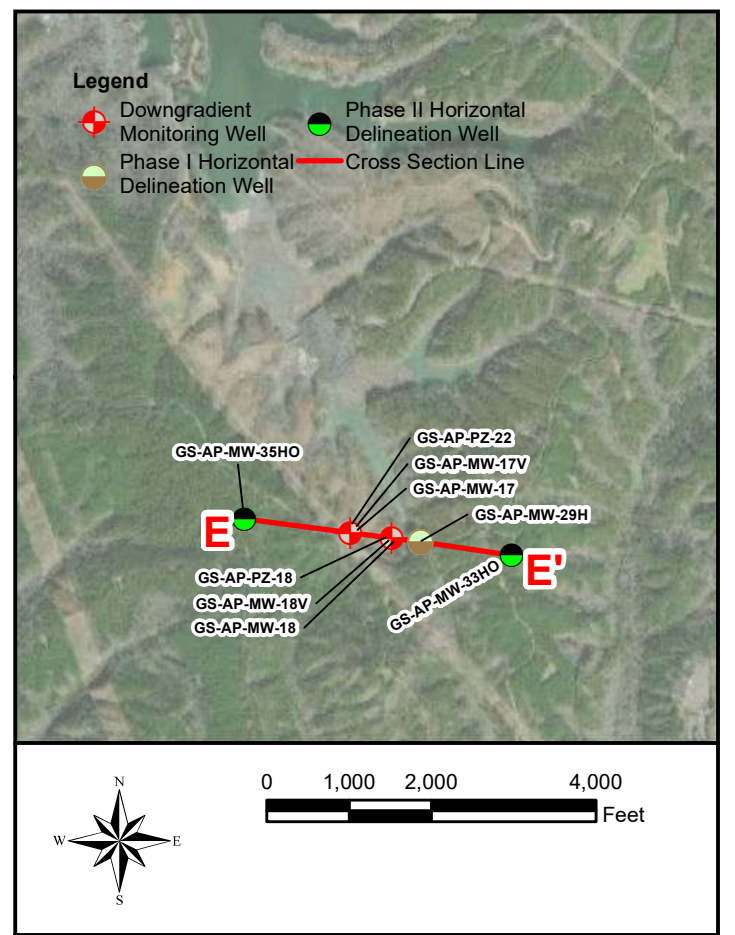 Legend
Downgradient
Monitoring Well
Phase II Horizontal
Delineation Well
Phase I Horizontal
Delineation Well
Cross Section Line
GS-AP-PZ-22
GS-AP-MW-35HO
GS-AP-MW-17V
GS-AP-MW-17
GS-AP-MW-29H
E
E'
GS-AP-PZ-18
GS-AP-MW-33HO
GS-AP-MW-18V
GS-AP-MW-18
N
W
E
S
0 1,000 2,000 4,000
Feet